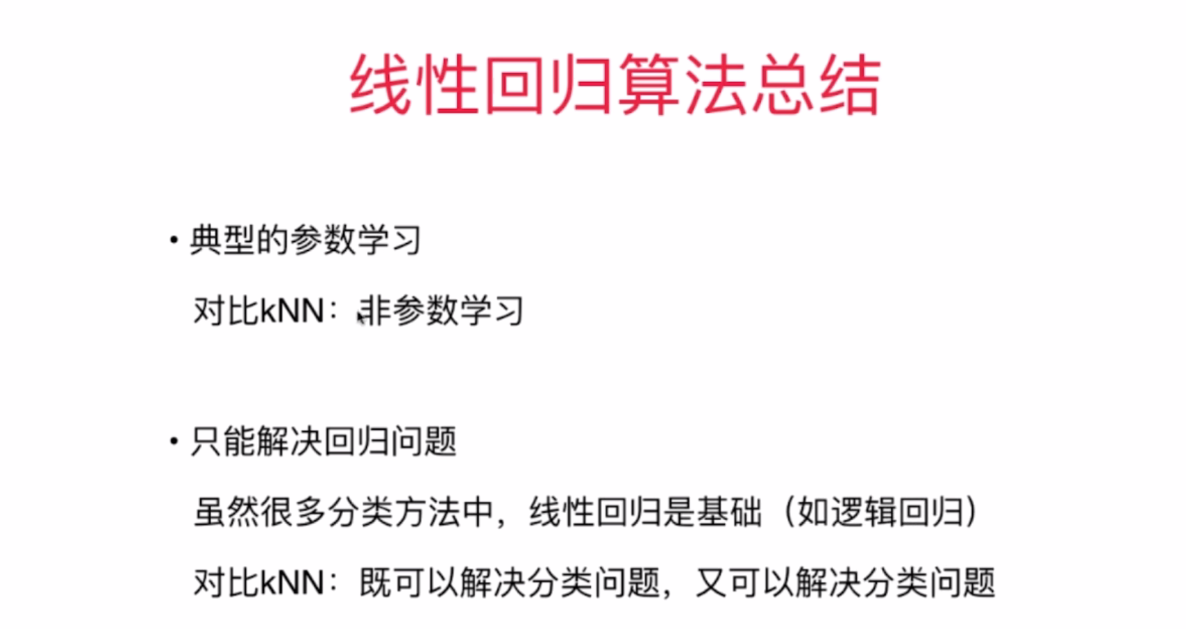 线性回归算法总结
• 典型的参数学习
对比kNN：非参数学习
• 只能解决回归问题
虽然很多分类方法中，线性回归是基础（如逻辑回归）
对比kNN：既可以解决分类问题，又可以解决分类问题